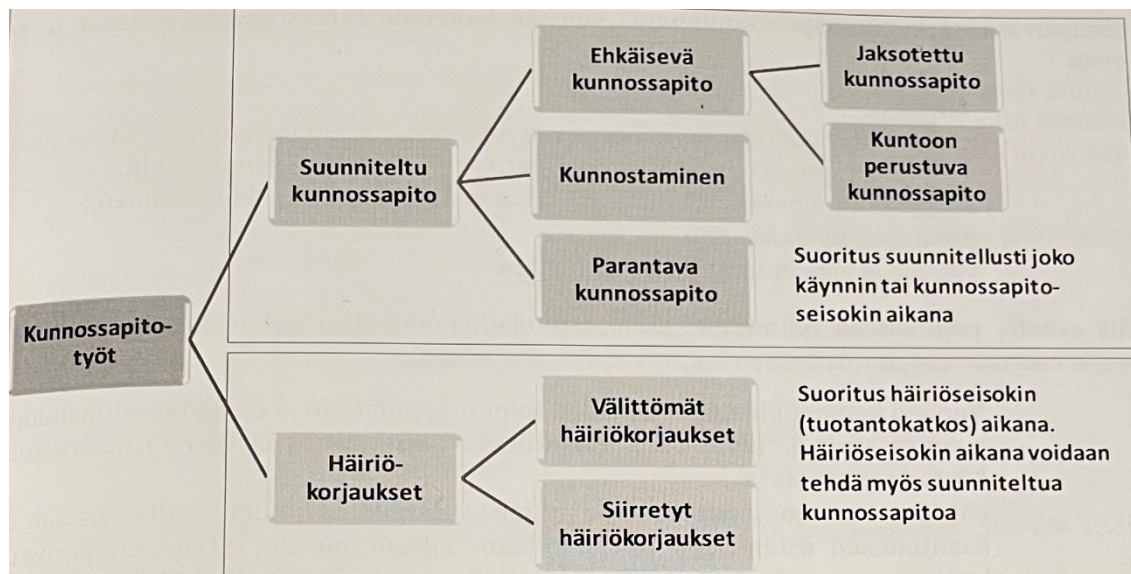 Ehkäisevä
kunnossapito
Jaksotettu
kunnossapito
Kuntoon
perustuva
kunnossapito
Suunniteltu
kunnossapito
Kunnostaminen
Parantava
kunnossapito
Suoritus suunnitellusti joko
käynnin tai kunnossapito-
seisokin aikana
Kunnossapito-
työt
Välittömät
häiriökorjaukset
Suoritus häiriöseisokin
(tuotantokatkos) aikana.
Häiriöseisokin aikana voidaan
tehdä myös suunniteltua
kunnossapitoa
Häiriö-
korjaukset
Siirretyt
häiriökorjaukset